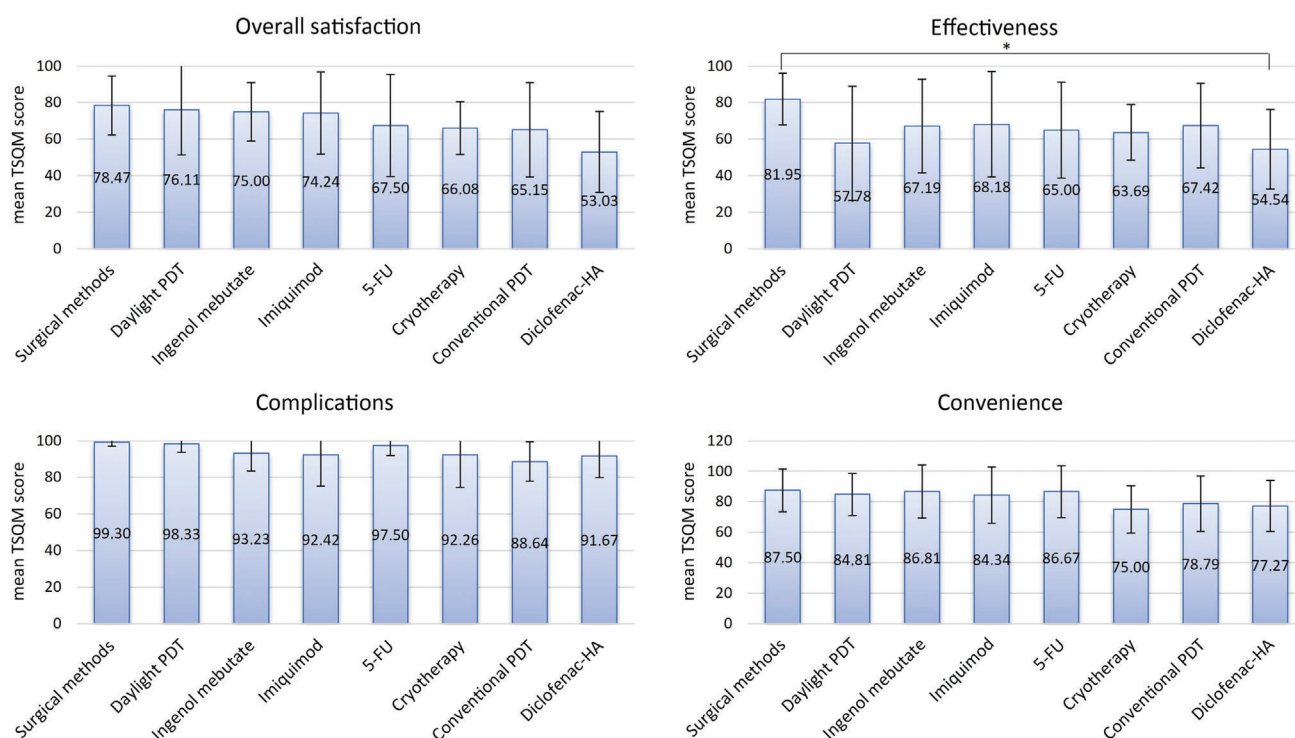 Overall satisfaction
mean TSQM score
100
80
60
40
20
0
78.47
76.11
75.00
74.24
67.50
66.08
65.15
53.03
Surgical methods
Daylight PDT
Ingenol mebutate
Imiquimod
5-FU
Cryotherapy
Conventional PDT
Diclofenac-HA
Effectiveness
*
mean TSQM score
100
80
60
40
20
0
81.95
57.78
67.19
68.18
65.00
63.69
67.42
54.54
Surgical methods
Daylight PDT
Ingenol mebutate
Imiquimod
5-FU
Cryotherapy
Conventional PDT
Diclofenac-HA
Complications
mean TSQM score
100
80
60
40
20
0
99.30
98.33
93.23
92.42
97.50
92.26
88.64
91.67
Surgical methods
Daylight PDT
Ingenol mebutate
Imiquimod
5-FU
Cryotherapy
Conventional PDT
Diclofenac-HA
Convenience
mean TSQM score
120
100
80
60
40
20
0
87.50
84.81
86.81
84.34
86.67
75.00
78.79
77.27
Surgical methods
Daylight PDT
Ingenol mebutate
Imiquimod
5-FU
Cryotherapy
Conventional PDT
Diclofenac-HA